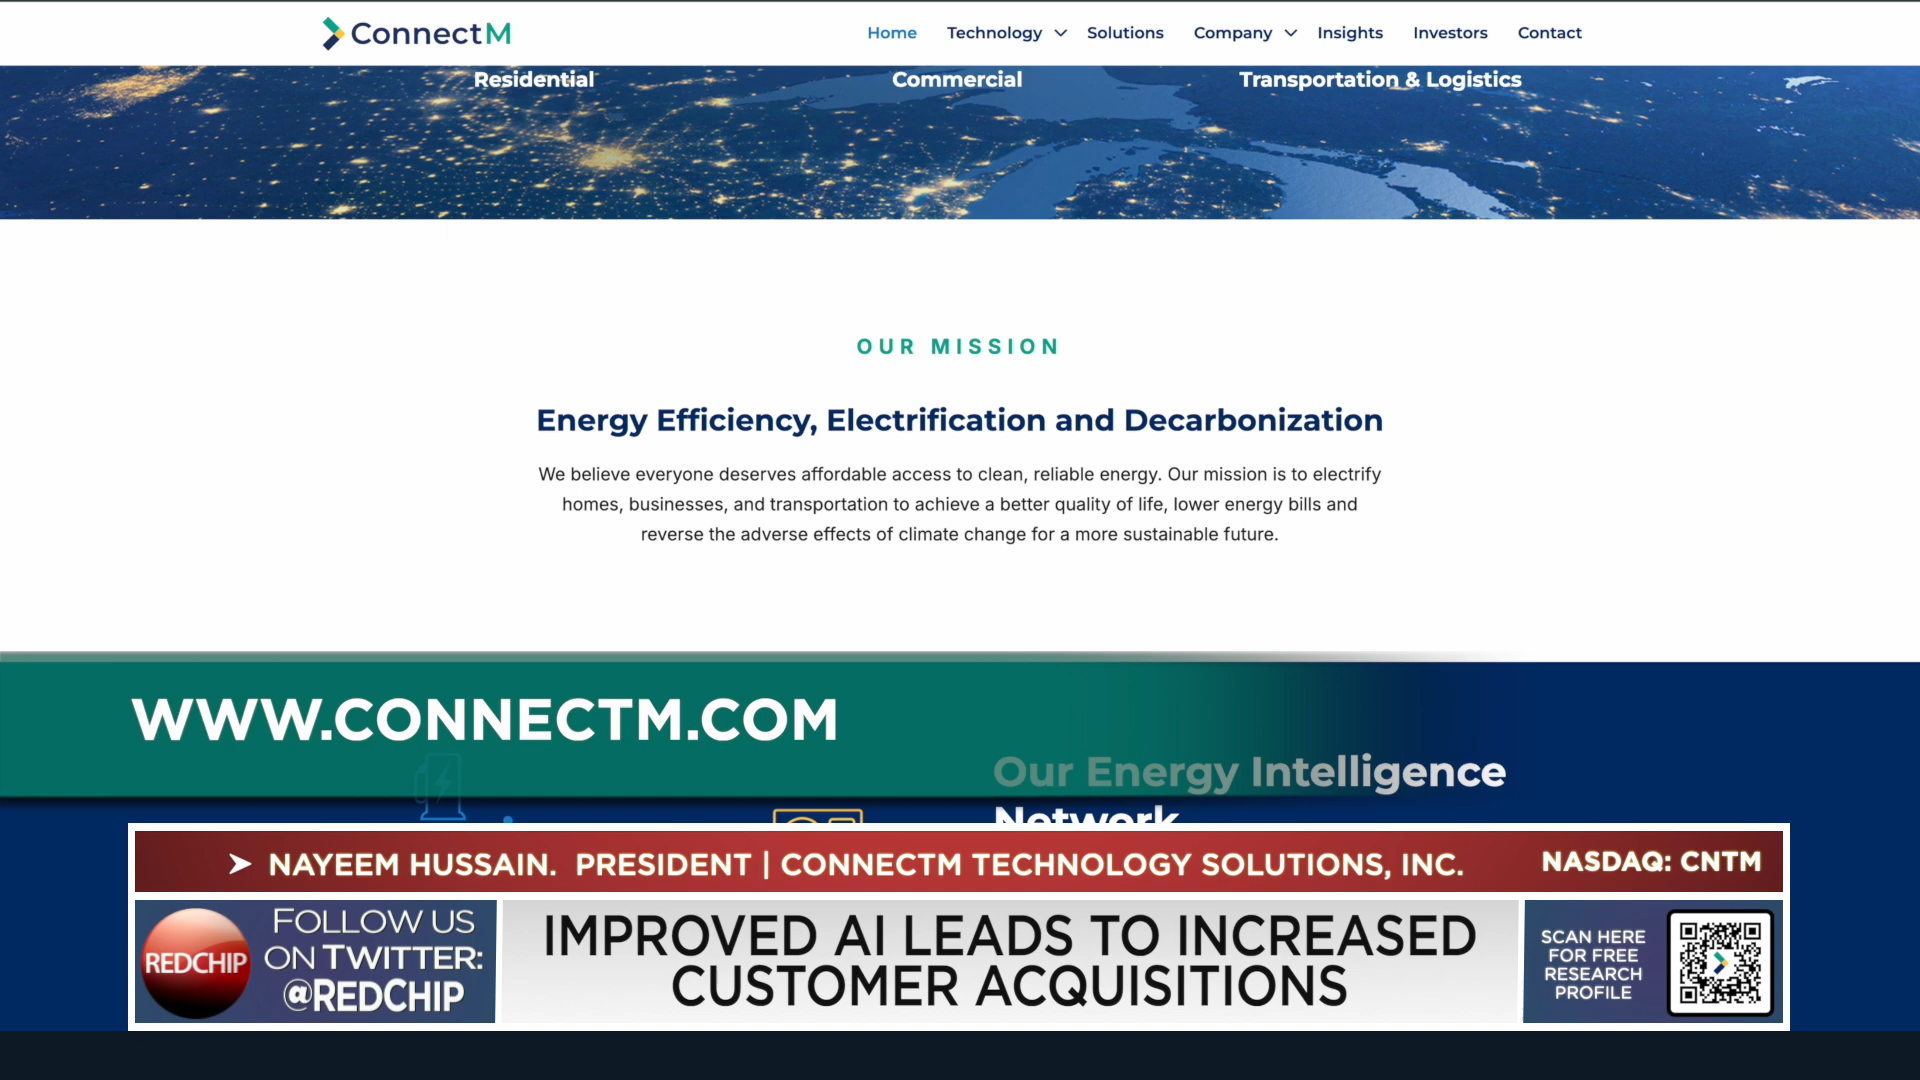 ConnectM
Home Technology Solutions Company Insights Investors Contact
Residential Commercial Transportation & Logistics
OUR MISSION
Energy Efficiency, Electrification and Decarbonization
We believe everyone deserves affordable access to clean, reliable energy. Our mission is to electrify
homes, businesses, and transportation to achieve a better quality of life, lower energy bills and
reverse the adverse effects of climate change for a more sustainable future.
WWW.CONNECTM.COM
Our Energy Intelligence
Network
➤ NAYEEM HUSSAIN. PRESIDENT | CONNECTM TECHNOLOGY SOLUTIONS, INC.
NASDAQ: CNTM
REDCHIP
FOLLOW US
ON TWITTER:
@REDCHIP
IMPROVED AI LEADS TO INCREASED
CUSTOMER ACQUISITIONS
SCAN HERE
FOR FREE
RESEARCH
PROFILE